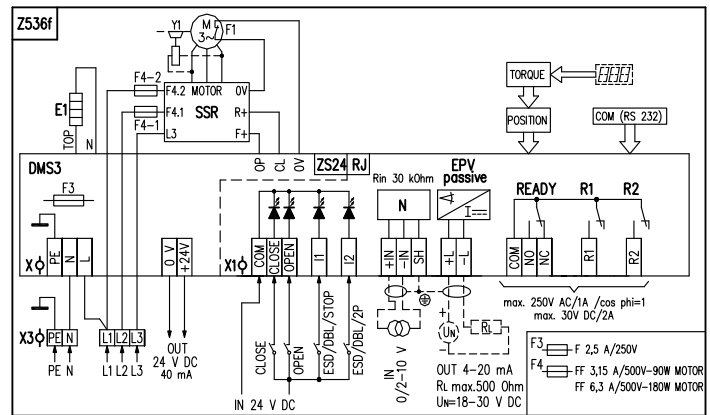 Z536f
Y1
M
3~
F1
F4-2
F4.2 MOTOR 0V
F4.1 R+
SSR
L3 F+
F4-1
E1
TOP
N
TORQUE
POSITION
COM (RS 232)
DMS3
OP
CL
0V
ZS24 RJ
EPV
passive
Rin 30 kOhm
N
I
READY R1 R2
F3
X
PE
N
L
0 V
+24V
X1
COM
CLOSE
OPEN
I1
I2
+IN
-IN
SH
+L
-L
COM
NO
NC
R1
R2
max. 250V AC/1A /cos phi=1
max. 30V DC/2A
X3
PE N
L1 L2 L3
PE N
L1 L2 L3
OUT
24 V DC
40 mA
CLOSE
OPEN
ESD/DBL/STOP
ESD/DBL/2P
IN 24 V DC
IN
0/2-10 V
+
UN
-
RL
OUT 4-20 mA
RL max.500 Ohm
UN=18-30 V DC
F3 F 2,5 A/250V
F4 FF 3,15 A/500V-90W MOTOR
FF 6,3 A/500V-180W MOTOR